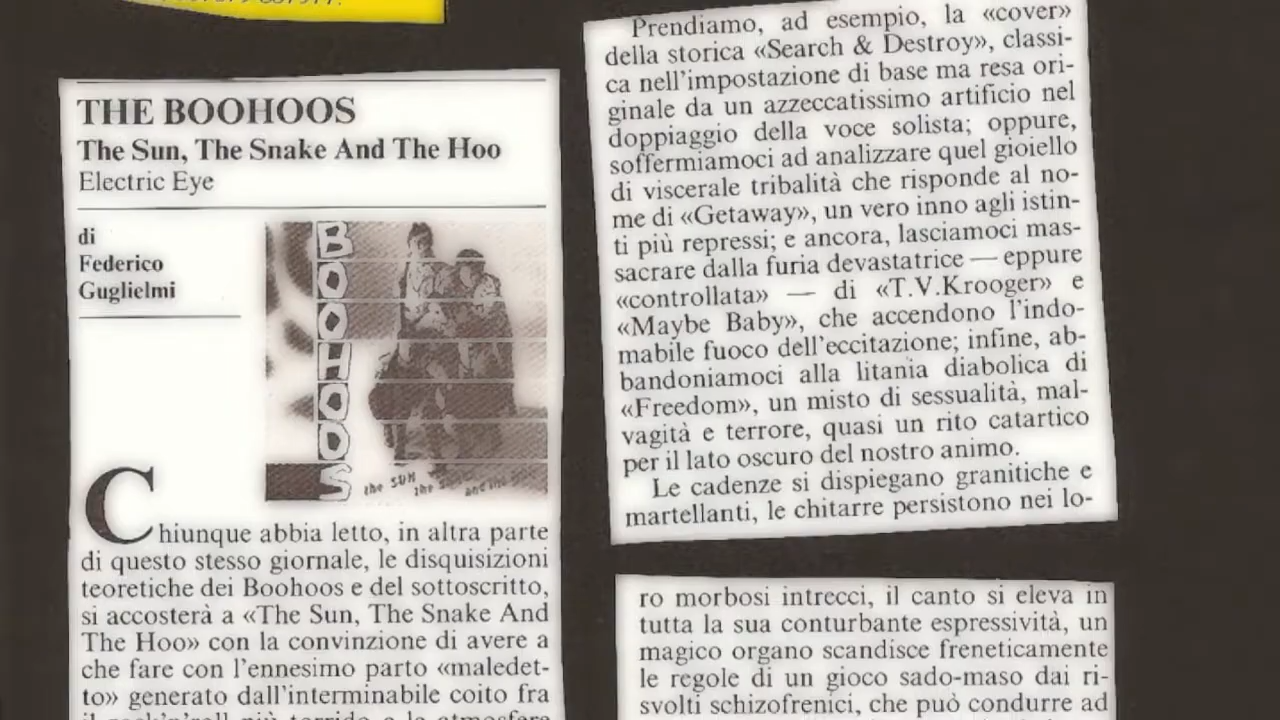 THE BOOHOOS
The Sun, The Snake And The Hoo
Electric Eye
di
Federico
Guglielmi
BOOHOOS
the SUN the
and the
Chiunque abbia letto, in altra parte
di questo stesso giornale, le disquisizioni
teoretiche dei Boohoos e del sottoscritto,
si accosterà a «The Sun, The Snake And
The Hoo» con la convinzione di avere a
che fare con l'ennesimo parto «maledet-
to» generato dall'interminabile coito fra
il rock'n'roll più torrido e le atmosfere
Prendiamo, ad esempio, la «cover»
della storica «Search & Destroy», classi-
ca nell'impostazione di base ma resa ori-
ginale da un azzeccatissimo artificio nel
doppiaggio della voce solista; oppure,
soffermiamoci ad analizzare quel gioiello
di viscerale tribalità che risponde al no-
me di «Getaway», un vero inno agli istin-
ti più repressi; e ancora, lasciamoci mas-
sacrare dalla furia devastatrice — eppure
«controllata» — di «T.V.Krooger» e
«Maybe Baby», che accendono l'indo-
mabile fuoco dell'eccitazione; infine, ab-
bandoniamoci alla litania diabolica di
«Freedom», un misto di sessualità, mal-
vagità e terrore, quasi un rito catartico
per il lato oscuro del nostro animo.
Le cadenze si dispiegano granitiche e
martellanti, le chitarre persistono nei lo-
ro morbosi intrecci, il canto si eleva in
tutta la sua conturbante espressività, un
magico organo scandisce freneticamente
le regole di un gioco sado-maso dai ri-
svolti schizofrenici, che può condurre ad